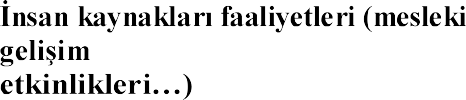 İnsan kaynakları faaliyetleri (mesleki
gelişim
etkinlikleri…)